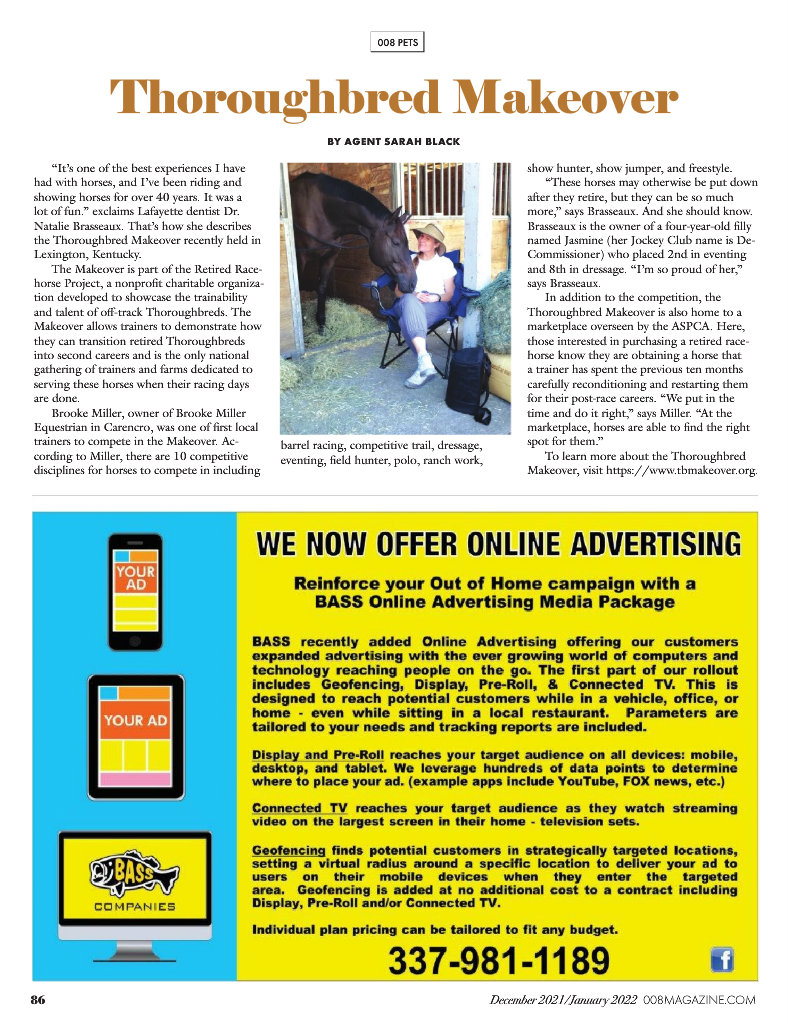 008 PETS
Thoroughbred Makeover
BY AGENT SARAH BLACK
“It’s one of the best experiences I have
had with horses, and I’ve been riding and
showing horses for over 40 years. It was a
lot of fun.” exclaims Lafayette dentist Dr.
Natalie Brasseaux. That’s how she describes
the Thoroughbred Makeover recently held in
Lexington, Kentucky.
The Makeover is part of the Retired Race-
horse Project, a nonprofit charitable organiza-
tion developed to showcase the trainability
and talent of off-track Thoroughbreds. The
Makeover allows trainers to demonstrate how
they can transition retired Thoroughbreds
into second careers and is the only national
gathering of trainers and farms dedicated to
serving these horses when their racing days
are done.
Brooke Miller, owner of Brooke Miller
Equestrian in Carencro, was one of first local
trainers to compete in the Makeover. Ac-
cording to Miller, there are 10 competitive
disciplines for horses to compete in including
barrel racing, competitive trail, dressage,
eventing, field hunter, polo, ranch work,
show hunter, show jumper, and freestyle.
“These horses may otherwise be put down
after they retire, but they can be so much
more,” says Brasseaux. And she should know.
Brasseaux is the owner of a four-year-old filly
named Jasmine (her Jockey Club name is De-
Commissioner) who placed 2nd in eventing
and 8th in dressage. “I’m so proud of her,”
says Brasseaux.
In addition to the competition, the
Thoroughbred Makeover is also home to a
marketplace overseen by the ASPCA. Here,
those interested in purchasing a retired race-
horse know they are obtaining a horse that
a trainer has spent the previous ten months
carefully reconditioning and restarting them
for their post-race careers. “We put in the
time and do it right,” says Miller. “At the
marketplace, horses are able to find the right
spot for them.”
To learn more about the Thoroughbred
Makeover, visit https://www.tbmakeover.org.
YOUR
AD
YOUR AD
BASS
COMPANIES
WE NOW OFFER ONLINE ADVERTISING
Reinforce your Out of Home campaign with a
BASS Online Advertising Media Package
BASS recently added Online Advertising offering our customers
expanded advertising with the ever growing world of computers and
technology reaching people on the go. The first part of our rollout
includes Geofencing, Display, Pre-Roll, & Connected TV. This is
designed to reach potential customers while in a vehicle, office, or
home - even while sitting in a local restaurant. Parameters are
tailored to your needs and tracking reports are included.
Display and Pre-Roll reaches your target audience on all devices: mobile,
desktop, and tablet. We leverage hundreds of data points to determine
where to place your ad. (example apps include YouTube, FOX news, etc.)
Connected TV reaches your target audience as they watch streaming
video on the largest screen in their home - television sets.
Geofencing finds potential customers in strategically targeted locations,
setting a virtual radius around a specific location to deliver your ad to
users on their mobile devices when they enter the targeted
area. Geofencing is added at no additional cost to a contract including
Display, Pre-Roll and/or Connected TV.
Individual plan pricing can be tailored to fit any budget.
337-981-1189
f
86
December 2021/January 2022 008MAGAZINE.COM